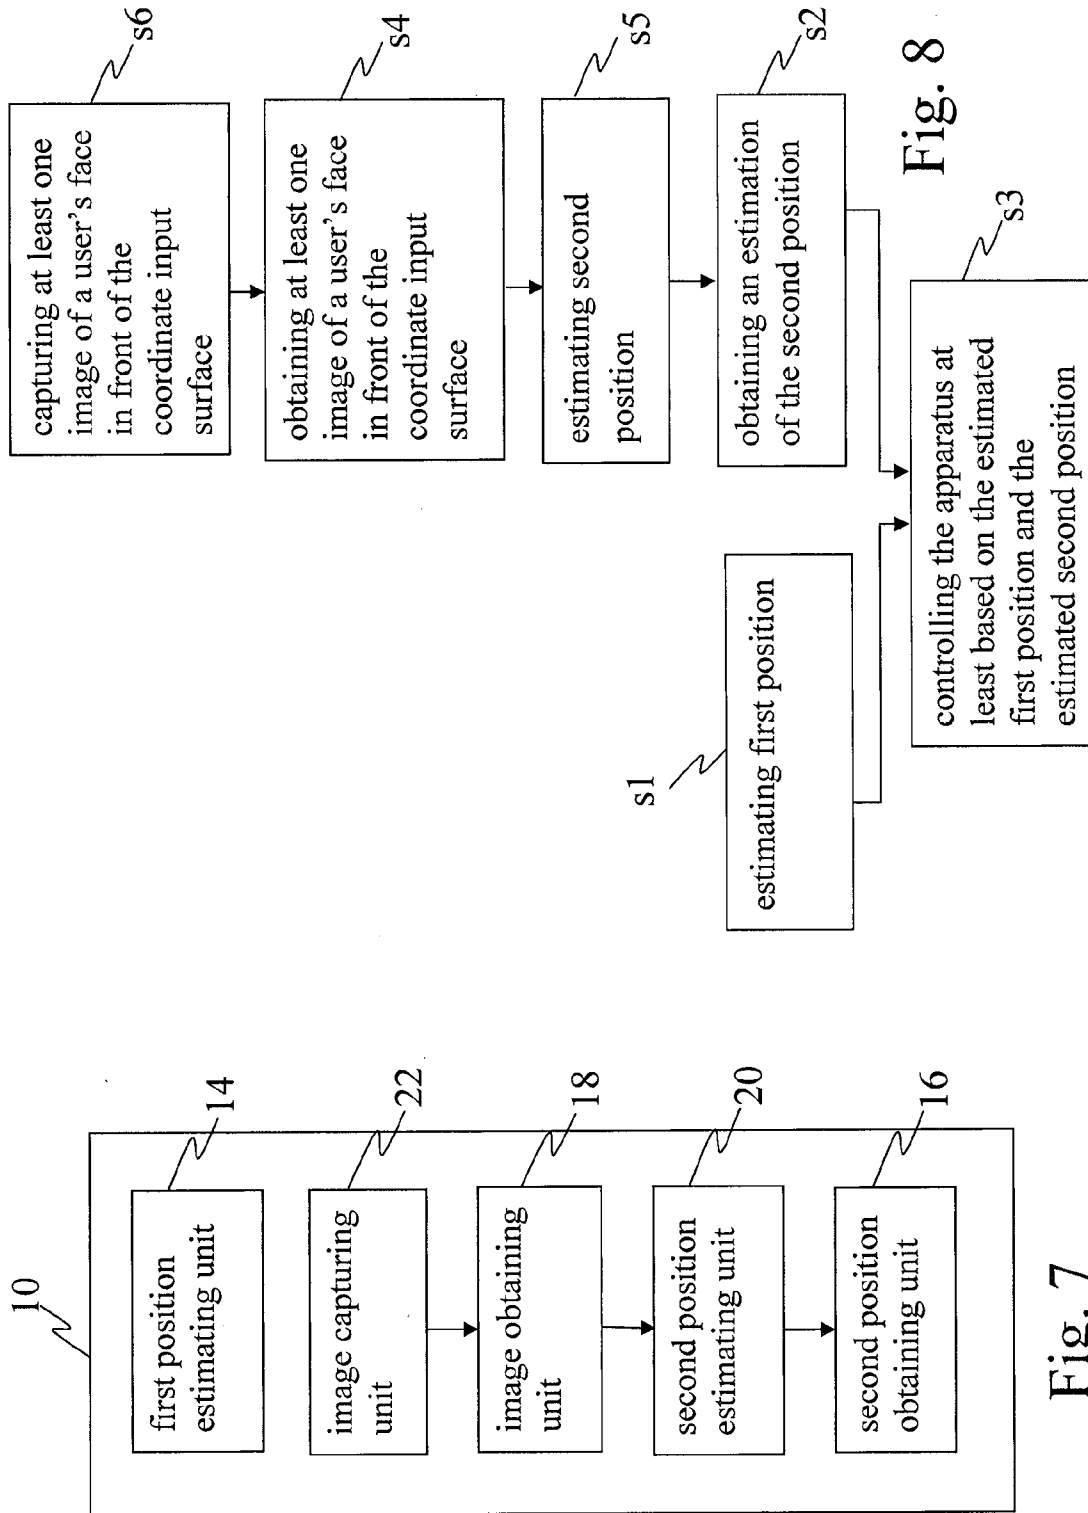 10
first position
estimating unit
14
image capturing
unit
22
image obtaining
unit
18
second position
estimating unit
20
second position
obtaining unit
16
Fig. 7
capturing at least one
image of a user's face
in front of the
coordinate input
surface
s6
obtaining at least one
image of a user's face
in front of the
coordinate input
surface
s4
estimating second
position
s5
obtaining an estimation
of the second position
s2
s1
estimating first position
controlling the apparatus at
least based on the estimated
first position and the
estimated second position
s3
Fig. 8